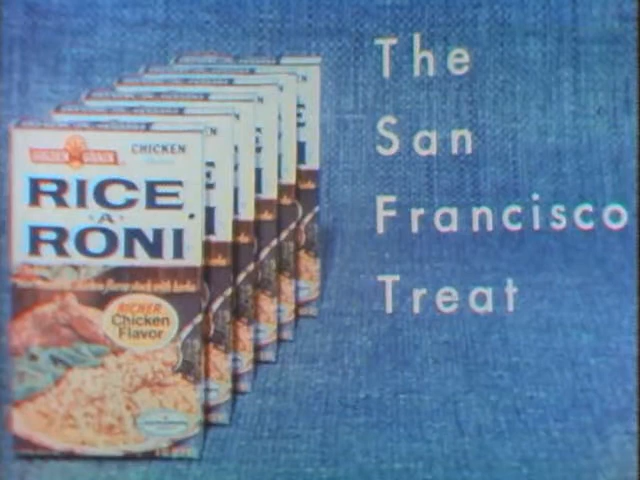 The
San
Francisco
Treat
GOLDEN GRAIN
CHICKEN
RICE
·A·
RONI
RICHER
Chicken
Flavor